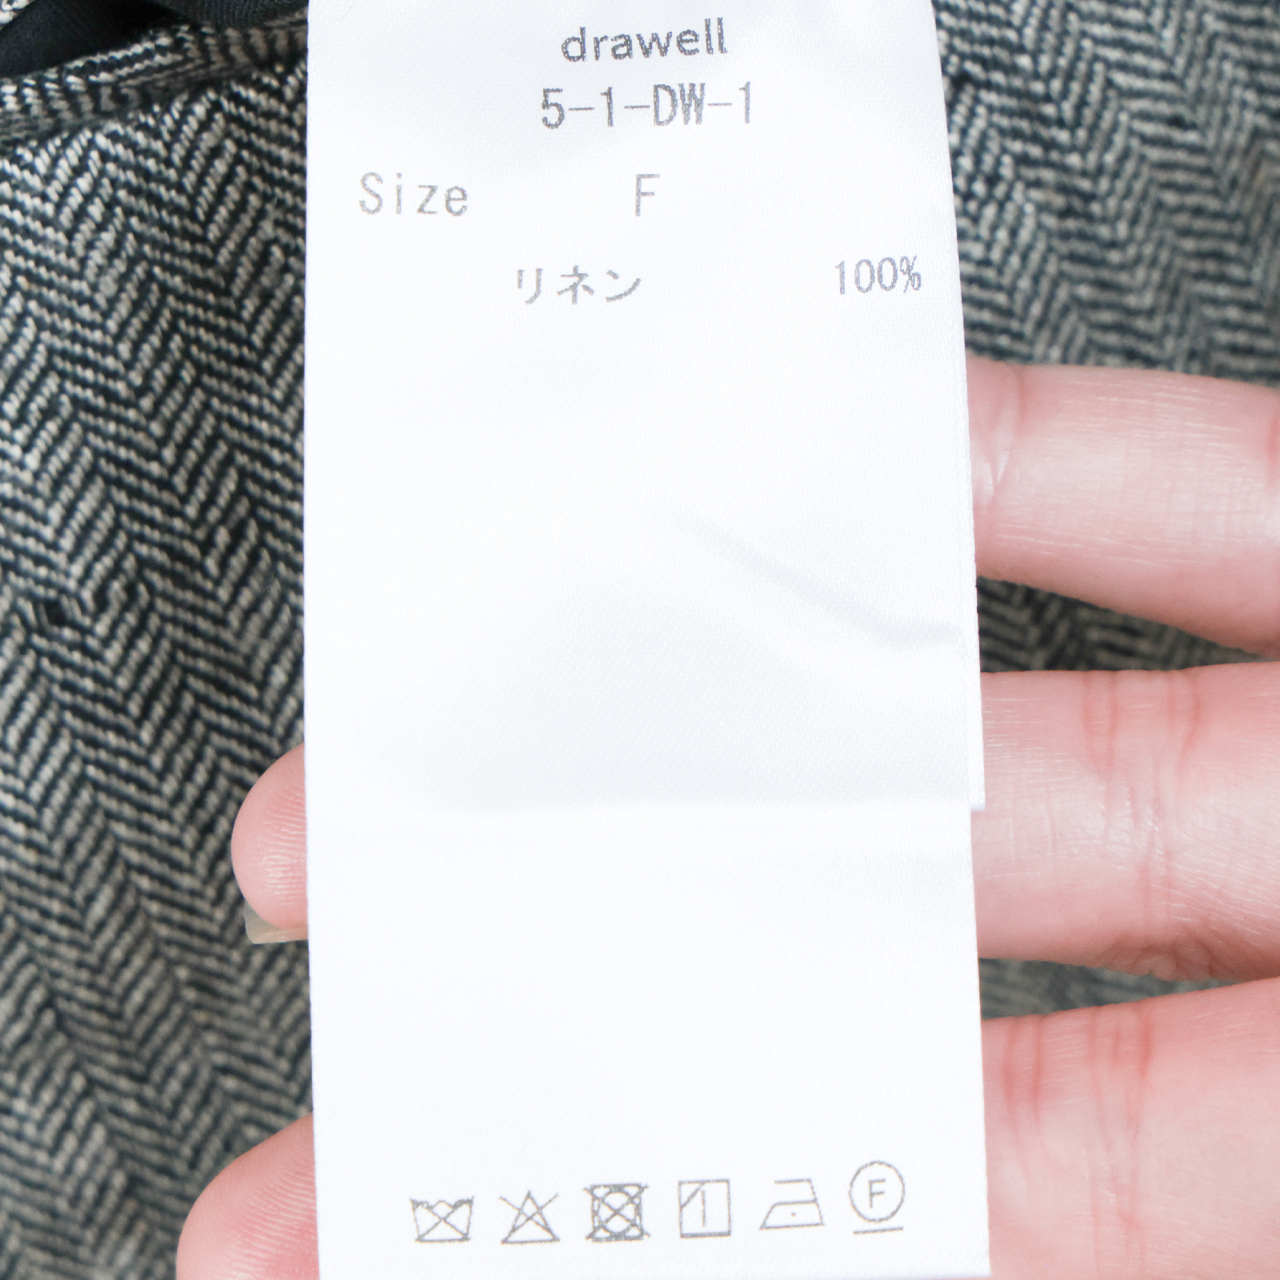 drawell
5-1-DW-1
Size F
リネン 100%
F